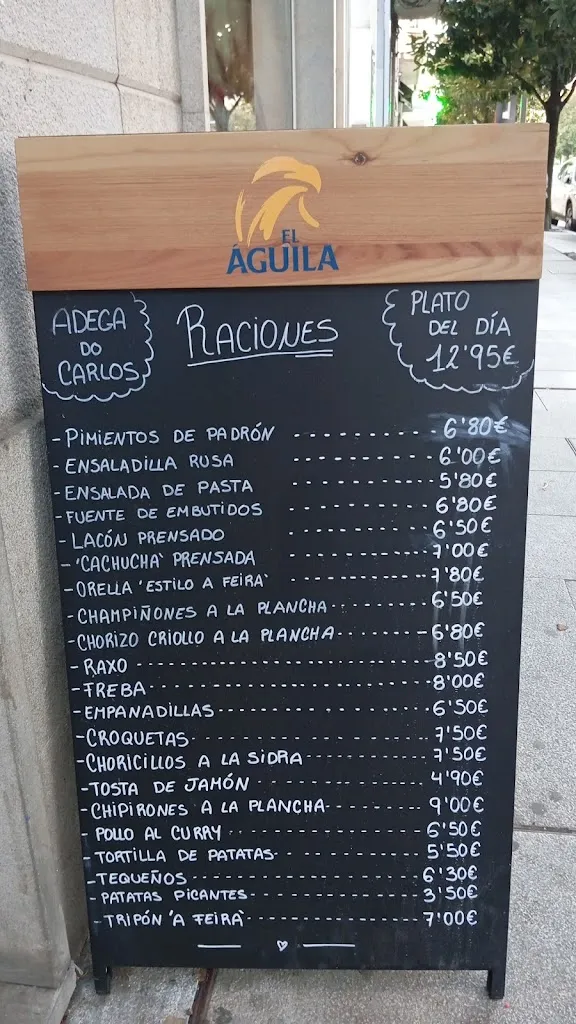 EL
ÁGUILA
ADEGA
DO
CARLOS
RACIONES
PLATO
DEL DÍA
12'95€
- PIMIENTOS DE PADRÓN ---------- 6'80€
- ENSALADILLA RUSA 6'00€
- ENSALADA DE PASTA ---------- 5'80€
- FUENTE DE EMBUTIDOS 6'80€
- LACÓN PRENSADO ---------- 6'50€
- 'CACHUCHA' PRENSADA ---------- 7'00€
- ORELLA 'ESTILO A FEIRA' ---------- 7'80€
- CHAMPIÑONES A LA PLANCHA -------- 6'50€
- CHORIZO CRIOLLO A LA PLANCHA -------- 6'80€
- RAXO ---------- 8'50€
- FREBA ---------- 8'00€
- EMPANADILLAS ---------- 6'50€
- CROQUETAS ---------- 7'50€
- CHORICILLOS A LA SIDRA ---------- 7'50€
- TOSTA DE JAMÓN ---------- 4'90€
- CHIPIRONES A LA PLANCHA ---------- 9'00€
- POLLO AL CURRY ---------- 6'50€
- TORTILLA DE PATATAS ---------- 5'50€
- TEQUEÑOS ---------- 6'30€
- PATATAS PICANTES ---------- 3'50€
- TRIPÓN 'A FEIRA' ---------- 7'00€